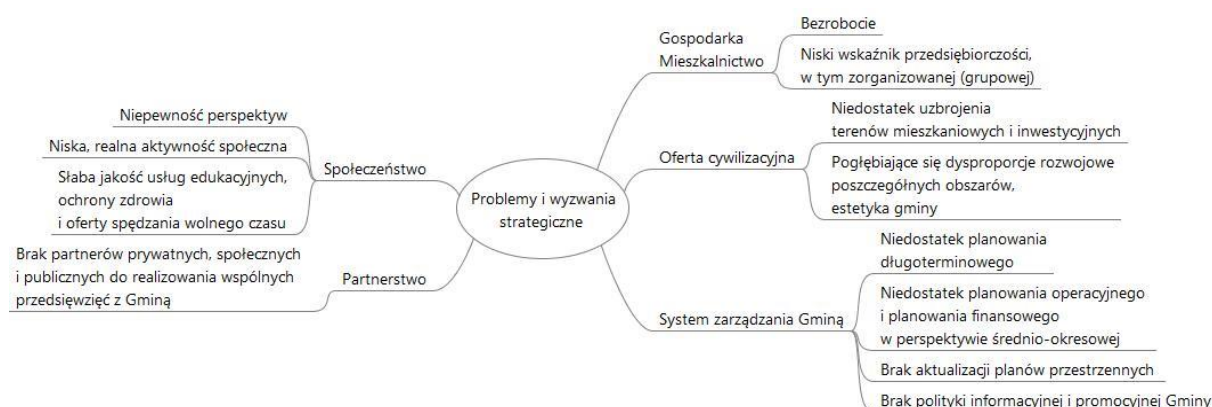 Problemy i wyzwania
strategiczne
Gospodarka
Mieszkalnictwo
Bezrobocie
Niski wskaźnik przedsiębiorczości,
w tym zorganizowanej (grupowej)
Oferta cywilizacyjna
Niedostatek uzbrojenia
terenów mieszkaniowych i inwestycyjnych
Pogłębiające się dysproporcje rozwojowe
poszczególnych obszarów,
estetyka gminy
System zarządzania Gminą
Niedostatek planowania
długoterminowego
Niedostatek planowania operacyjnego
i planowania finansowego
w perspektywie średnio-okresowej
Brak aktualizacji planów przestrzennych
Brak polityki informacyjnej i promocyjnej Gminy
Społeczeństwo
Niepewność perspektyw
Niska, realna aktywność społeczna
Słaba jakość usług edukacyjnych,
ochrony zdrowia
i oferty spędzania wolnego czasu
Partnerstwo
Brak partnerów prywatnych, społecznych
i publicznych do realizowania wspólnych
przedsięwzięć z Gminą